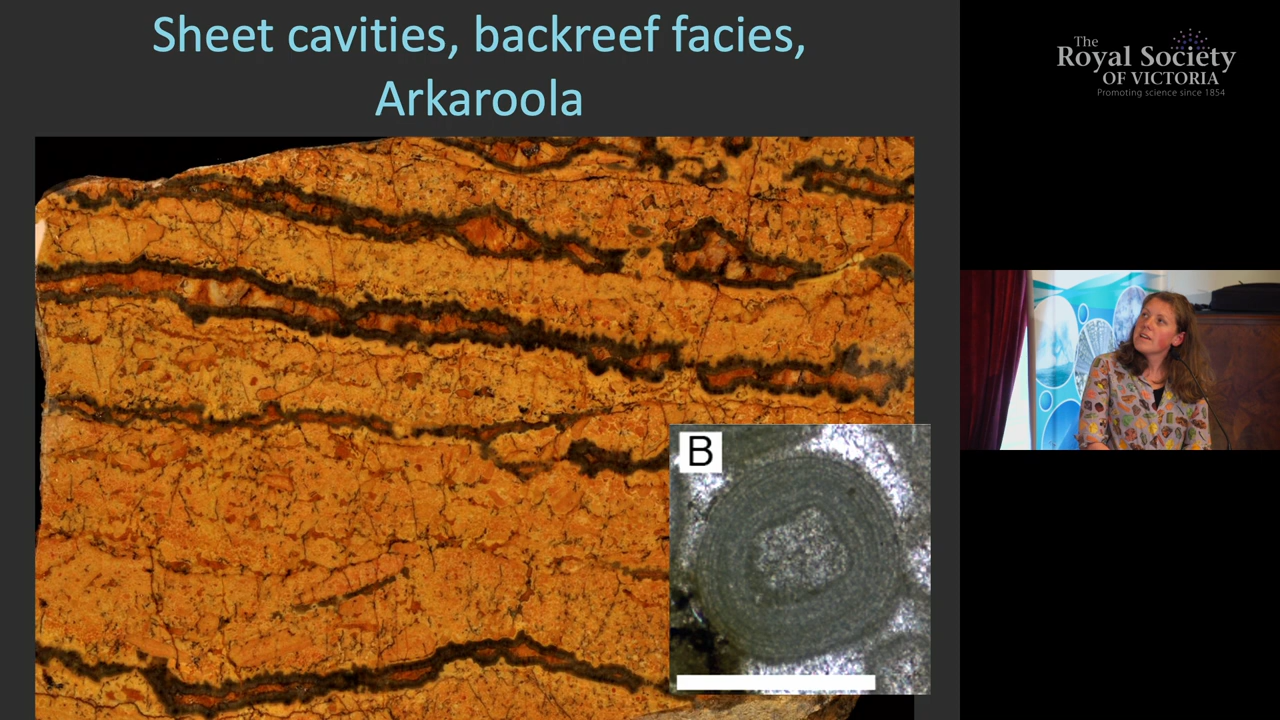 Sheet cavities, backreef facies,
Arkaroola
B
The
Royal Society
OF VICTORIA
Promoting science since 1854